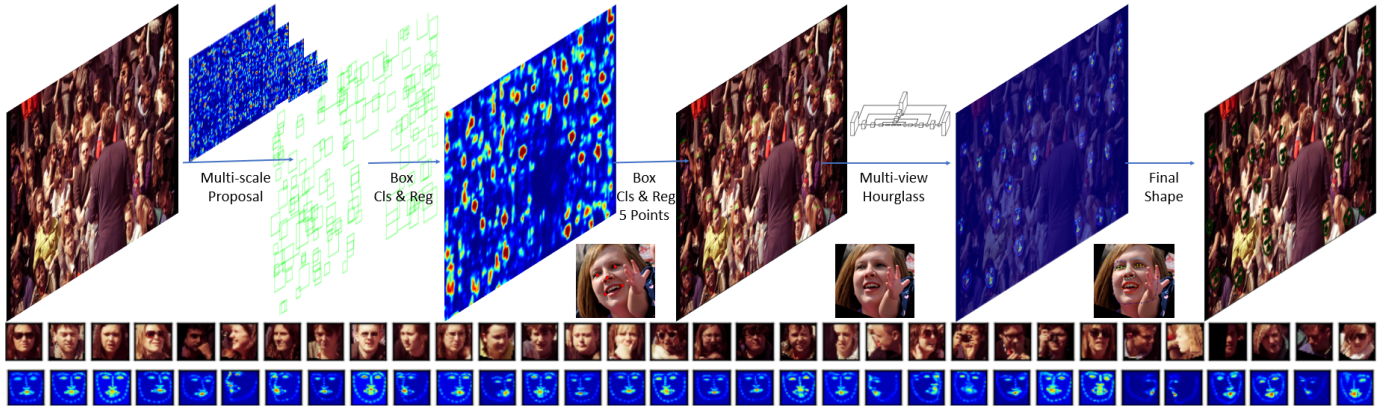 Multi-scale
Proposal
Box
Cls & Reg
Box
Cls & Reg
5 Points
Multi-view
Hourglass
Final
Shape